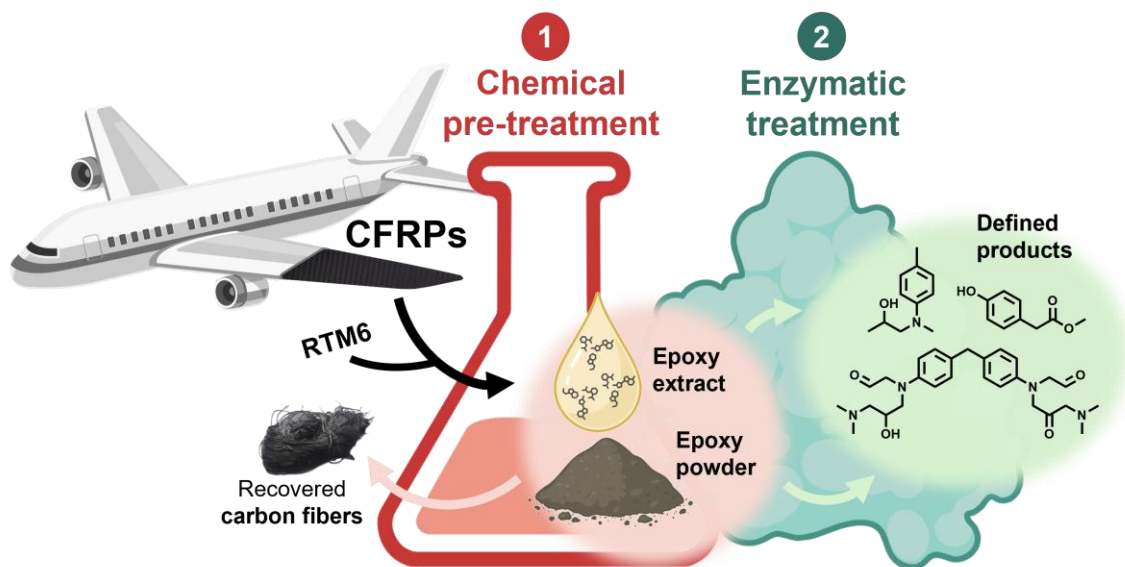 1
Chemical
pre-treatment
2
Enzymatic
treatment
CFRPs
RTM6
Epoxy
extract
Epoxy
powder
Recovered
carbon fibers
Defined
products
OH
N
HO
O
O
O
N
N
O
N
OH
O
N